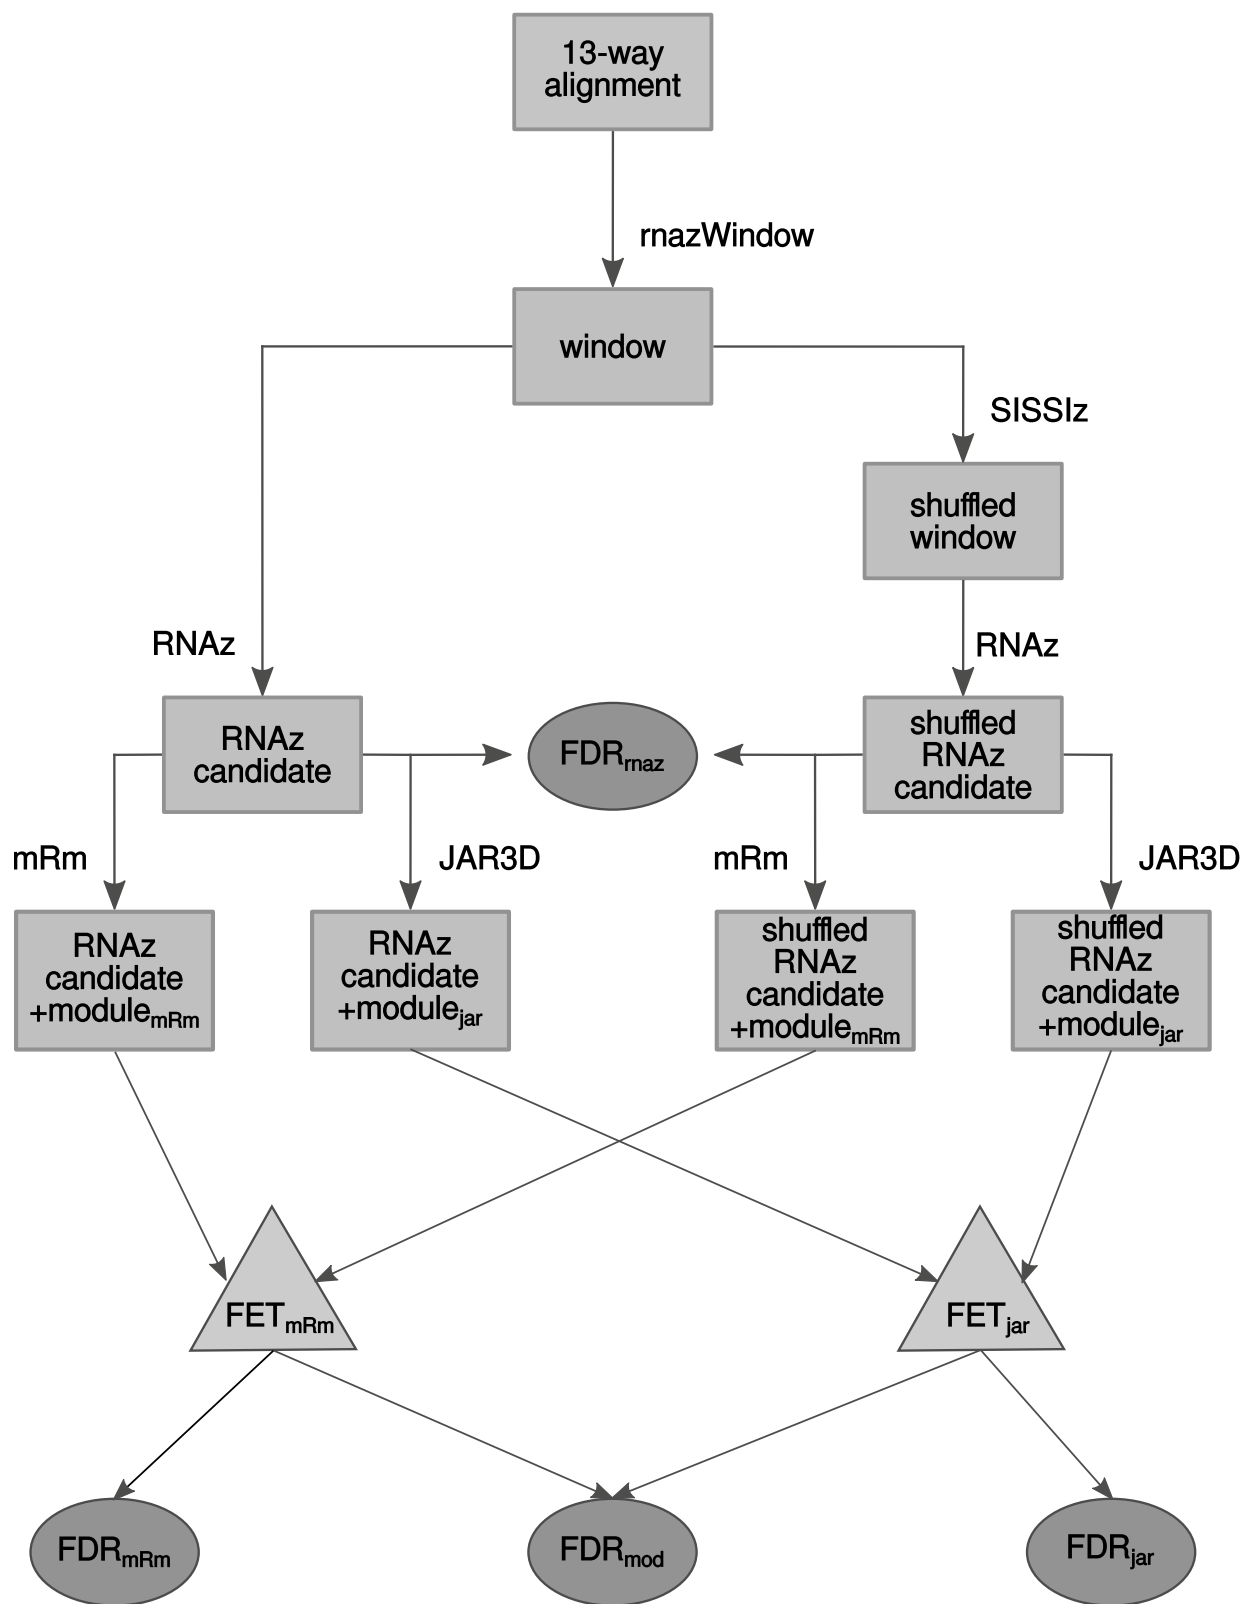 13-way
alignment
rnazWindow
window
SISSIz
shuffled
window
RNAz
RNAz
RNAz
candidate
FDRrnaz
shuffled
RNAz
candidate
mRm
JAR3D
mRm
JAR3D
RNAz
candidate
+modulemRm
RNAz
candidate
+modulejar
shuffled
RNAz
candidate
+modulemRm
shuffled
RNAz
candidate
+modulejar
FETmRm
FETjar
FDRmRm
FDRmod
FDRjar